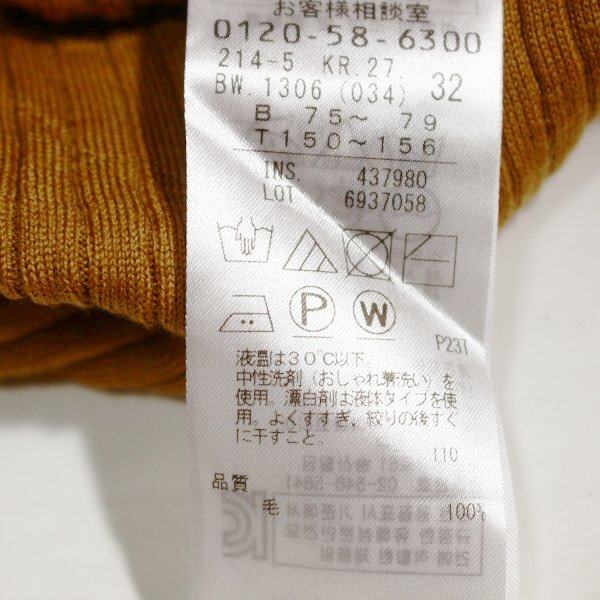 お客様相談室
0120-58-6300
214-5 KR.27.
BW.1306 (034) 32
B 75～ 79
T.150～156
INS. 437980
LOT 6937058
P
W
P231
液温は30℃以下。
中性洗剤（おしゃれ着洗い）を
使用。漂白剤は液体タイプを使
用。よくすすぎ、絞りの後すぐ
に干すこと。
110
品質
毛 100%